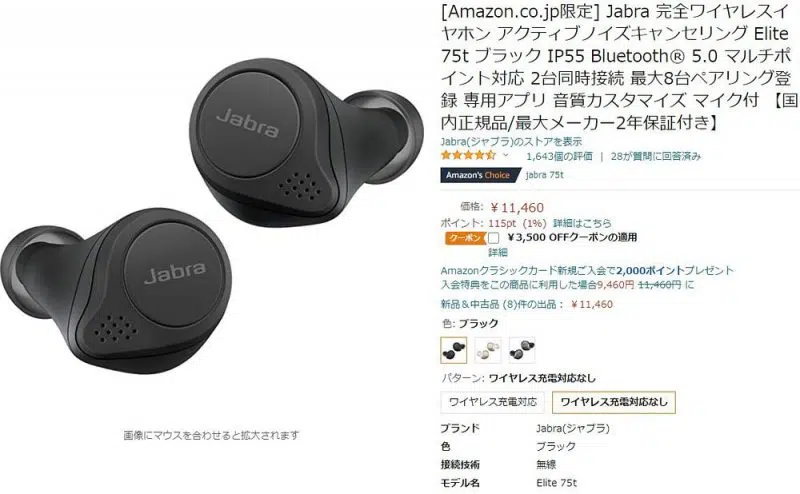 Jabra
Jabra
画像にマウスを合わせると拡大されます
[Amazon.co.jp限定] Jabra 完全ワイヤレスイ
ヤホン アクティブノイズキャンセリング Elite
75t ブラック IP55 Bluetooth® 5.0 マルチポ
イント対応 2台同時接続 最大8台ペアリング登
録 専用アプリ 音質カスタマイズ マイク付 【国
内正規品/最大メーカー2年保証付き】
Jabra(ジャブラ)のストアを表示
1,643個の評価 | 28が質問に回答済み
Amazon's Choice jabra 75t
価格: ￥11,460
ポイント: 115pt (1%) 詳細はこちら
クーポン ￥3,500 OFFクーポンの適用
詳細
Amazonクラシックカード新規ご入会で2,000ポイントプレゼント
入会特典をこの商品に利用した場合9,460円 11,460円 に
新品＆中古品 (8)件の出品： ￥11,460
色: ブラック
パターン: ワイヤレス充電対応なし
ワイヤレス充電対応 ワイヤレス充電対応なし
ブランド Jabra(ジャブラ)
色 ブラック
接続技術 無線
モデル名 Elite 75t